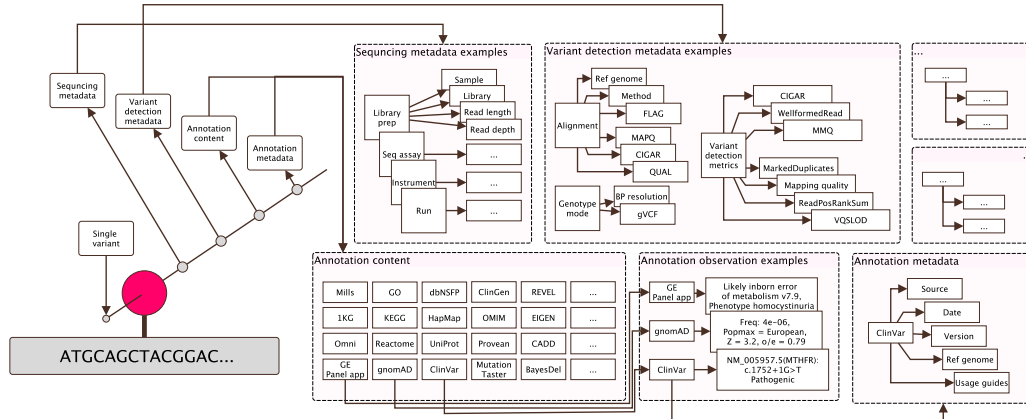 Sequncing
metadata
Variant
detection
metadata
Annotation
content
Annotation
metadata
Single
variant
ATGCAGCTACGGAC...
Sequncing metadata examples
Library
prep
Sample
Library
Read length
Read depth
Seq assay
...
Instrument
...
Run
...
Variant detection metadata examples
Alignment
Ref genome
Method
FLAG
MAPQ
CIGAR
QUAL
Genotype
mode
BP resolution
gVCF
Variant
detection
metrics
CIGAR
WellformedRead
MMQ
MarkedDuplicates
Mapping quality
ReadPosRankSum
VQSLOD
...
...
...
...
.
...
...
...
Annotation content
Mills GO dbNSFP ClinGen REVEL ...
1KG KEGG HapMap OMIM EIGEN ...
Omni Reactome UniProt Provean CADD ...
GE
Panel app gnomAD ClinVar Mutation
Taster BayesDel ...
Annotation observation examples
GE
Panel app
Likely inborn error
of metabolism v7.9,
Phenotype homocystinuria
gnomAD
Freq: 4e-06,
Popmax = European,
Z = 3.2, o/e = 0.79
ClinVar
NM_005957.5(MTHFR):
c.1752+1G>T
Pathogenic
Annotation metadata
ClinVar
Source
Date
Version
Ref genome
Usage guides